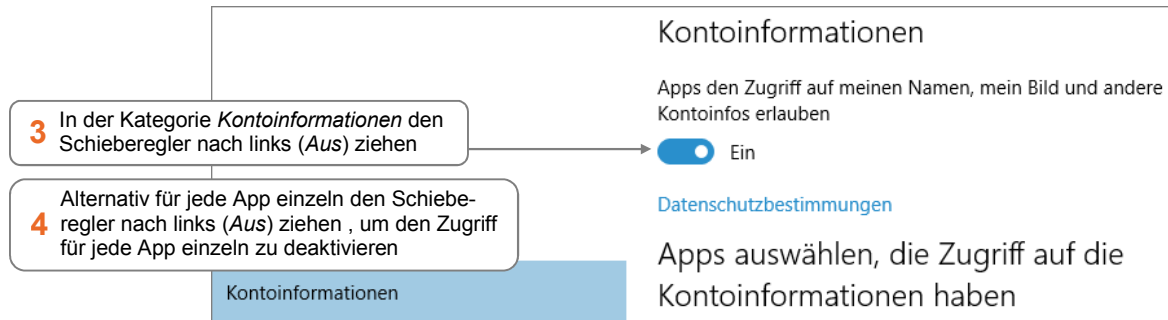 Kontoinformationen
Apps den Zugriff auf meinen Namen, mein Bild und andere
Kontoinfos erlauben
3 In der Kategorie Kontoinformationen den
Schieberegler nach links (Aus) ziehen
Ein
4 Alternativ für jede App einzeln den Schiebe-
regler nach links (Aus) ziehen , um den Zugriff
für jede App einzeln zu deaktivieren
Datenschutzbestimmungen
Apps auswählen, die Zugriff auf die
Kontoinformationen haben
Kontoinformationen